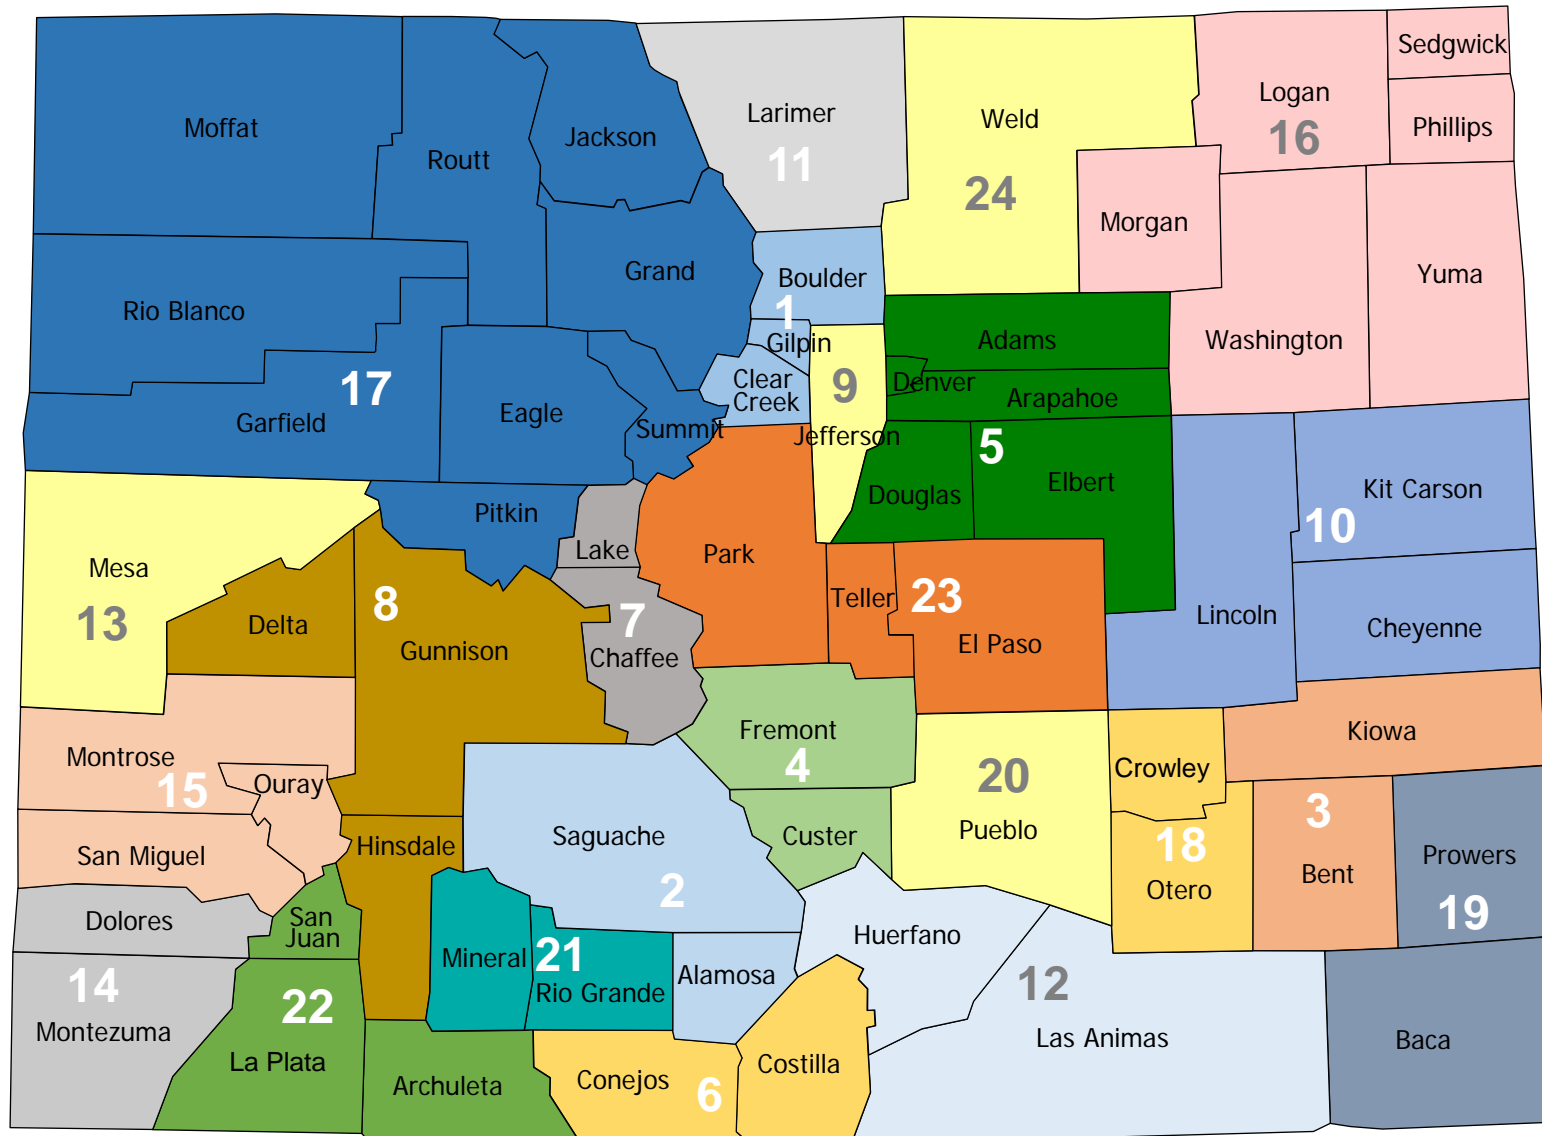 Sedgwick
Logan
Larimer
Weld
Phillips
Moffat
Jackson
16
Routt
11
24
Morgan
Grand
Boulder
Yuma
Rio Blanco
1
Gilpin
Adams
Washington
17
Clear
Creek
9
Denver
Arapahoe
Eagle
Garfield
Summit
Jefferson
5
Elbert
Kit Carson
Douglas
Pitkin
10
Lake
Park
Mesa
8
Teller
23
13
Delta
7
Lincoln
Cheyenne
Gunnison
Chaffee
El Paso
Fremont
Kiowa
Montrose
4
20
Crowley
15
Ouray
3
Saguache
Custer
Pueblo
Hinsdale
18
San Miguel
Prowers
Bent
2
Otero
19
Dolores
San
Juan
Huerfano
Mineral
21
Alamosa
14
Rio Grande
12
22
Montezuma
Las Animas
Baca
La Plata
Costilla
Archuleta
Conejos
6